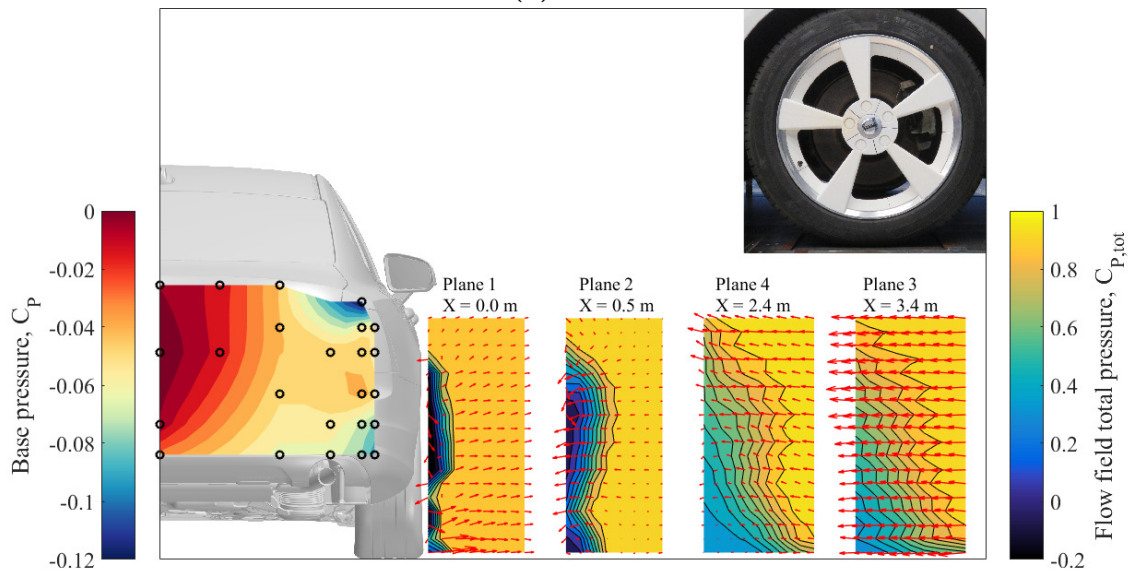 Plane 1
X = 0.0 m
Plane 2
X = 0.5 m
Plane 4
X = 2.4 m
Plane 3
X = 3.4 m
Base pressure, C_P
0
-0.02
-0.04
-0.06
-0.08
-0.1
-0.12
Flow field total pressure, C_P,tot
1
0.8
0.6
0.4
0.2
0
-0.2